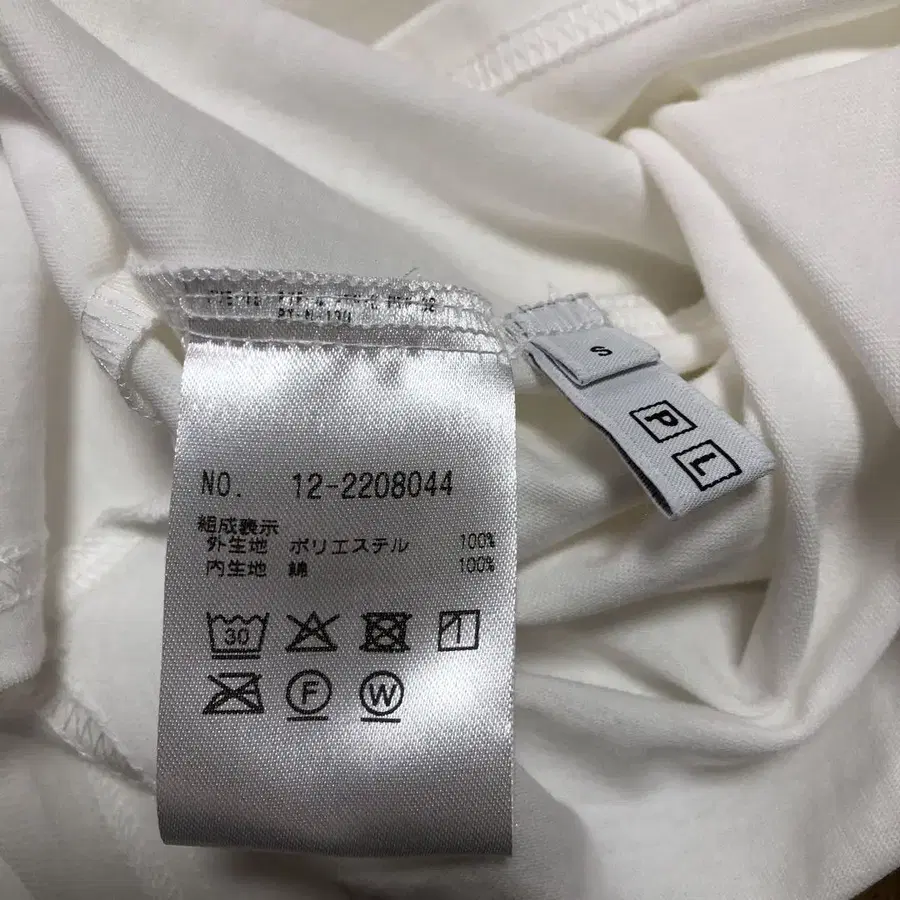 NO. 12-2208044
組成表示
外生地 ポリエステル 100%
内生地 綿 100%
30
F
W
S
P
L